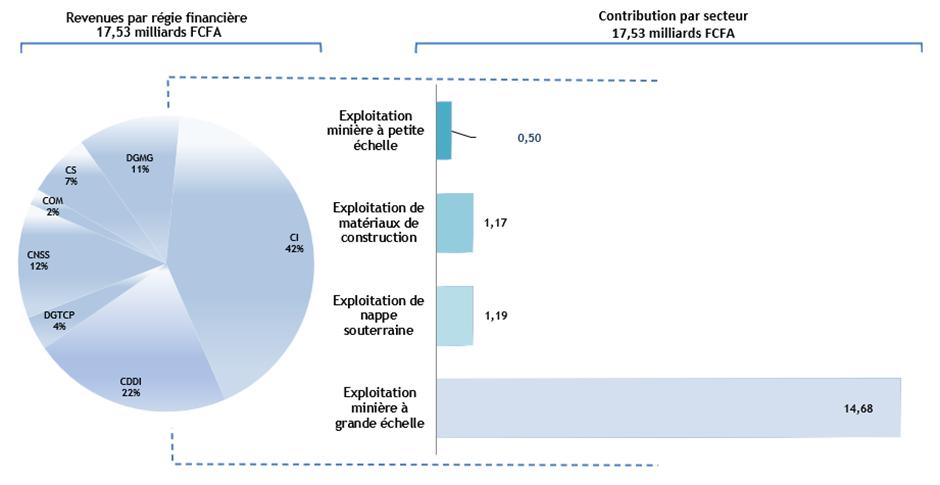 Revenues par régie financière
17,53 milliards FCFA
Contribution par secteur
17,53 milliards FCFA
DGMG
11%
CS
7%
COM
2%
CNSS
12%
DGTCP
4%
CDDI
22%
CI
42%
Exploitation
minière à petite
échelle
0,50
Exploitation de
matériaux de
construction
1,17
Exploitation de
nappe
souterraine
1,19
Exploitation
minière à
grande échelle
14,68